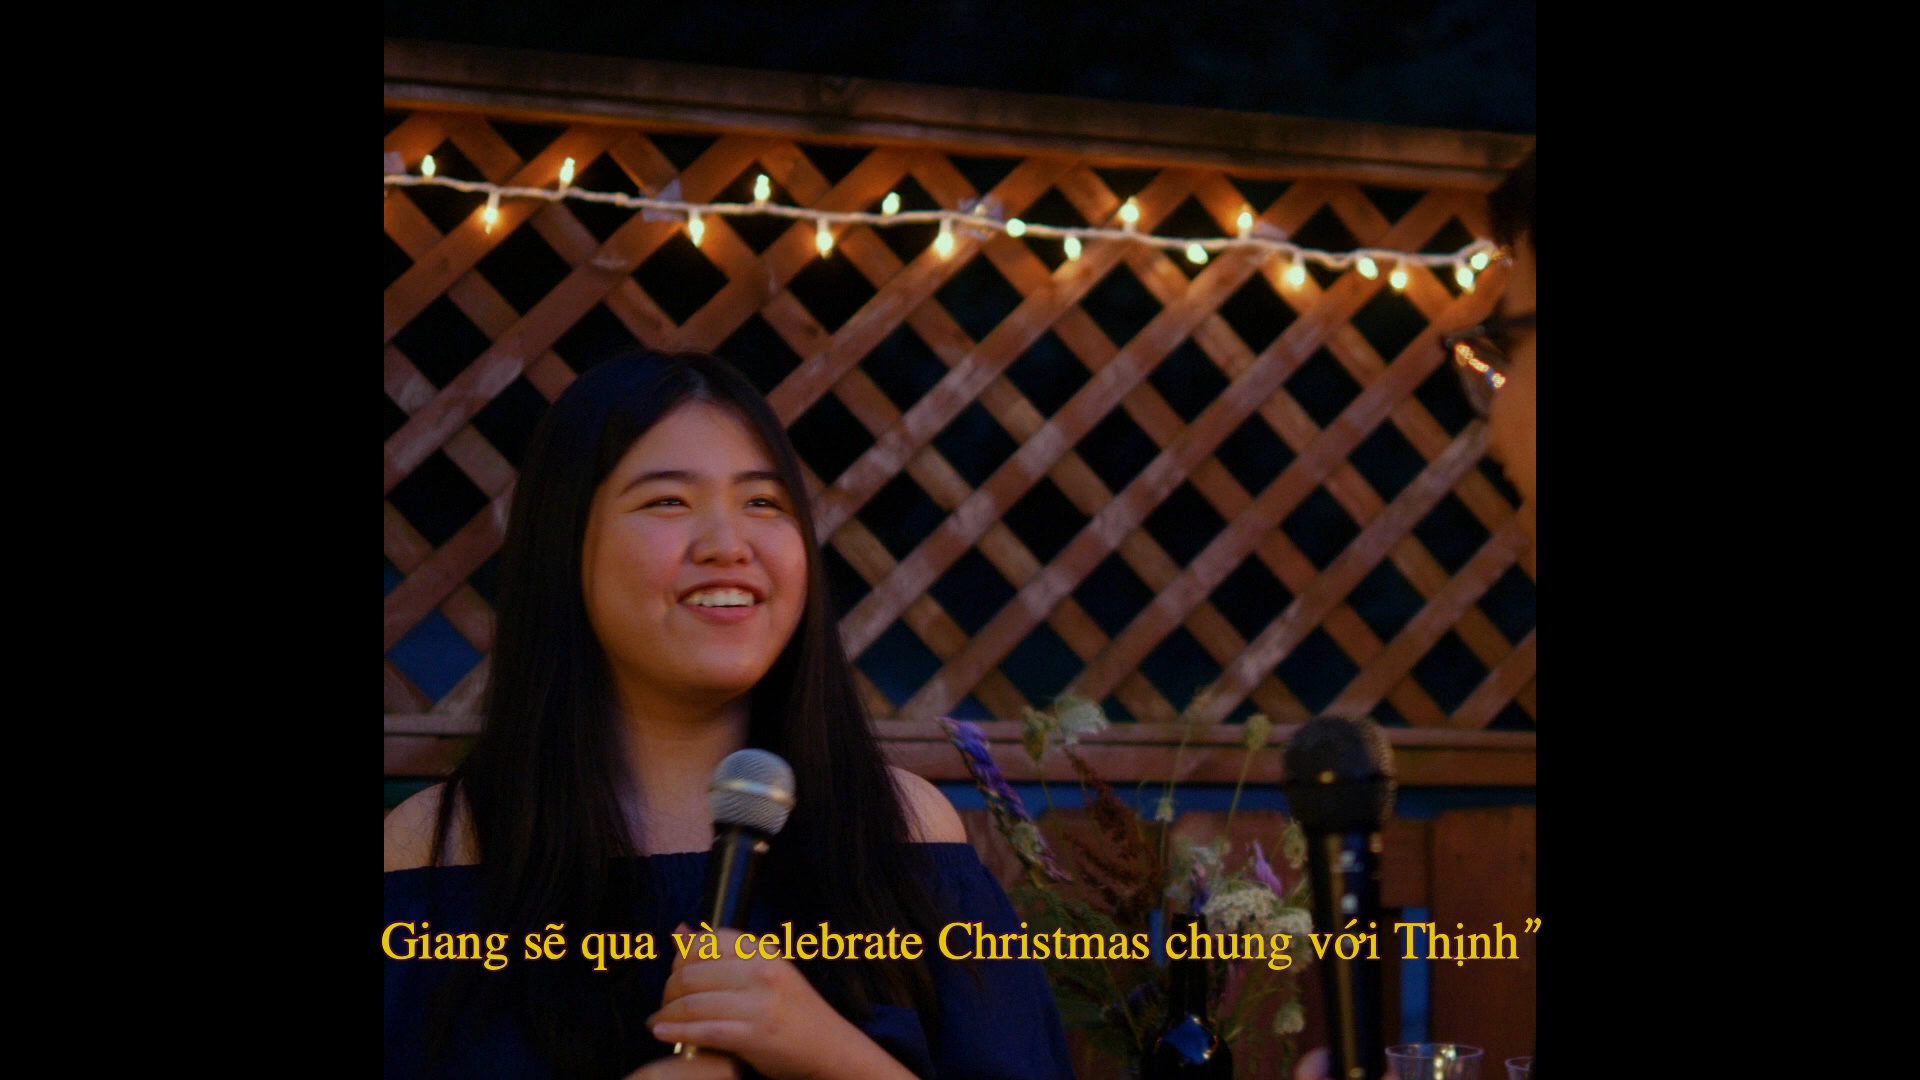 Giang sẽ qua và celebrate Christmas chung với Thịnh”